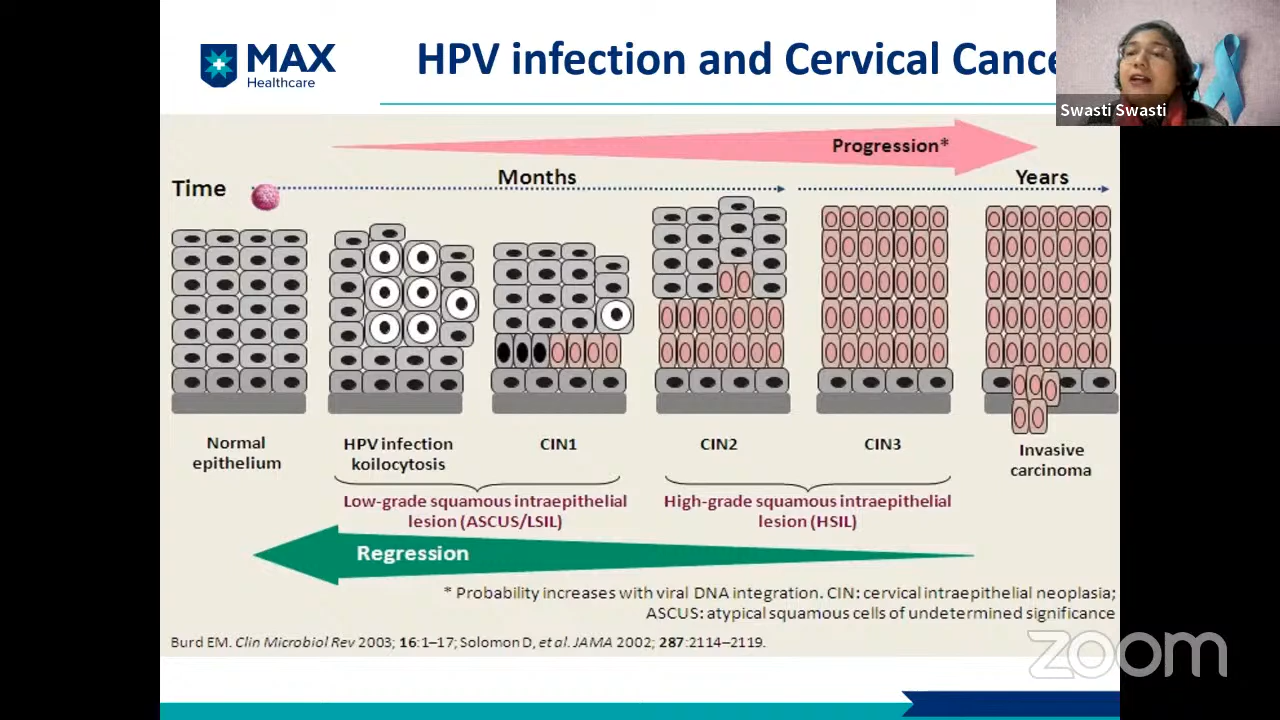 MAX
Healthcare
HPV infection and Cervical Cance
Swasti Swasti
Progression*
Time
Months
Years
Normal
epithelium
HPV infection
koilocytosis
CIN1
CIN2
CIN3
Invasive
carcinoma
Low-grade squamous intraepithelial
lesion (ASCUS/LSIL)
High-grade squamous intraepithelial
lesion (HSIL)
Regression
* Probability increases with viral DNA integration. CIN: cervical intraepithelial neoplasia;
ASCUS: atypical squamous cells of undetermined significance
Burd EM. Clin Microbiol Rev 2003; 16:1–17; Solomon D, et al. JAMA 2002; 287:2114–2119.
zoom